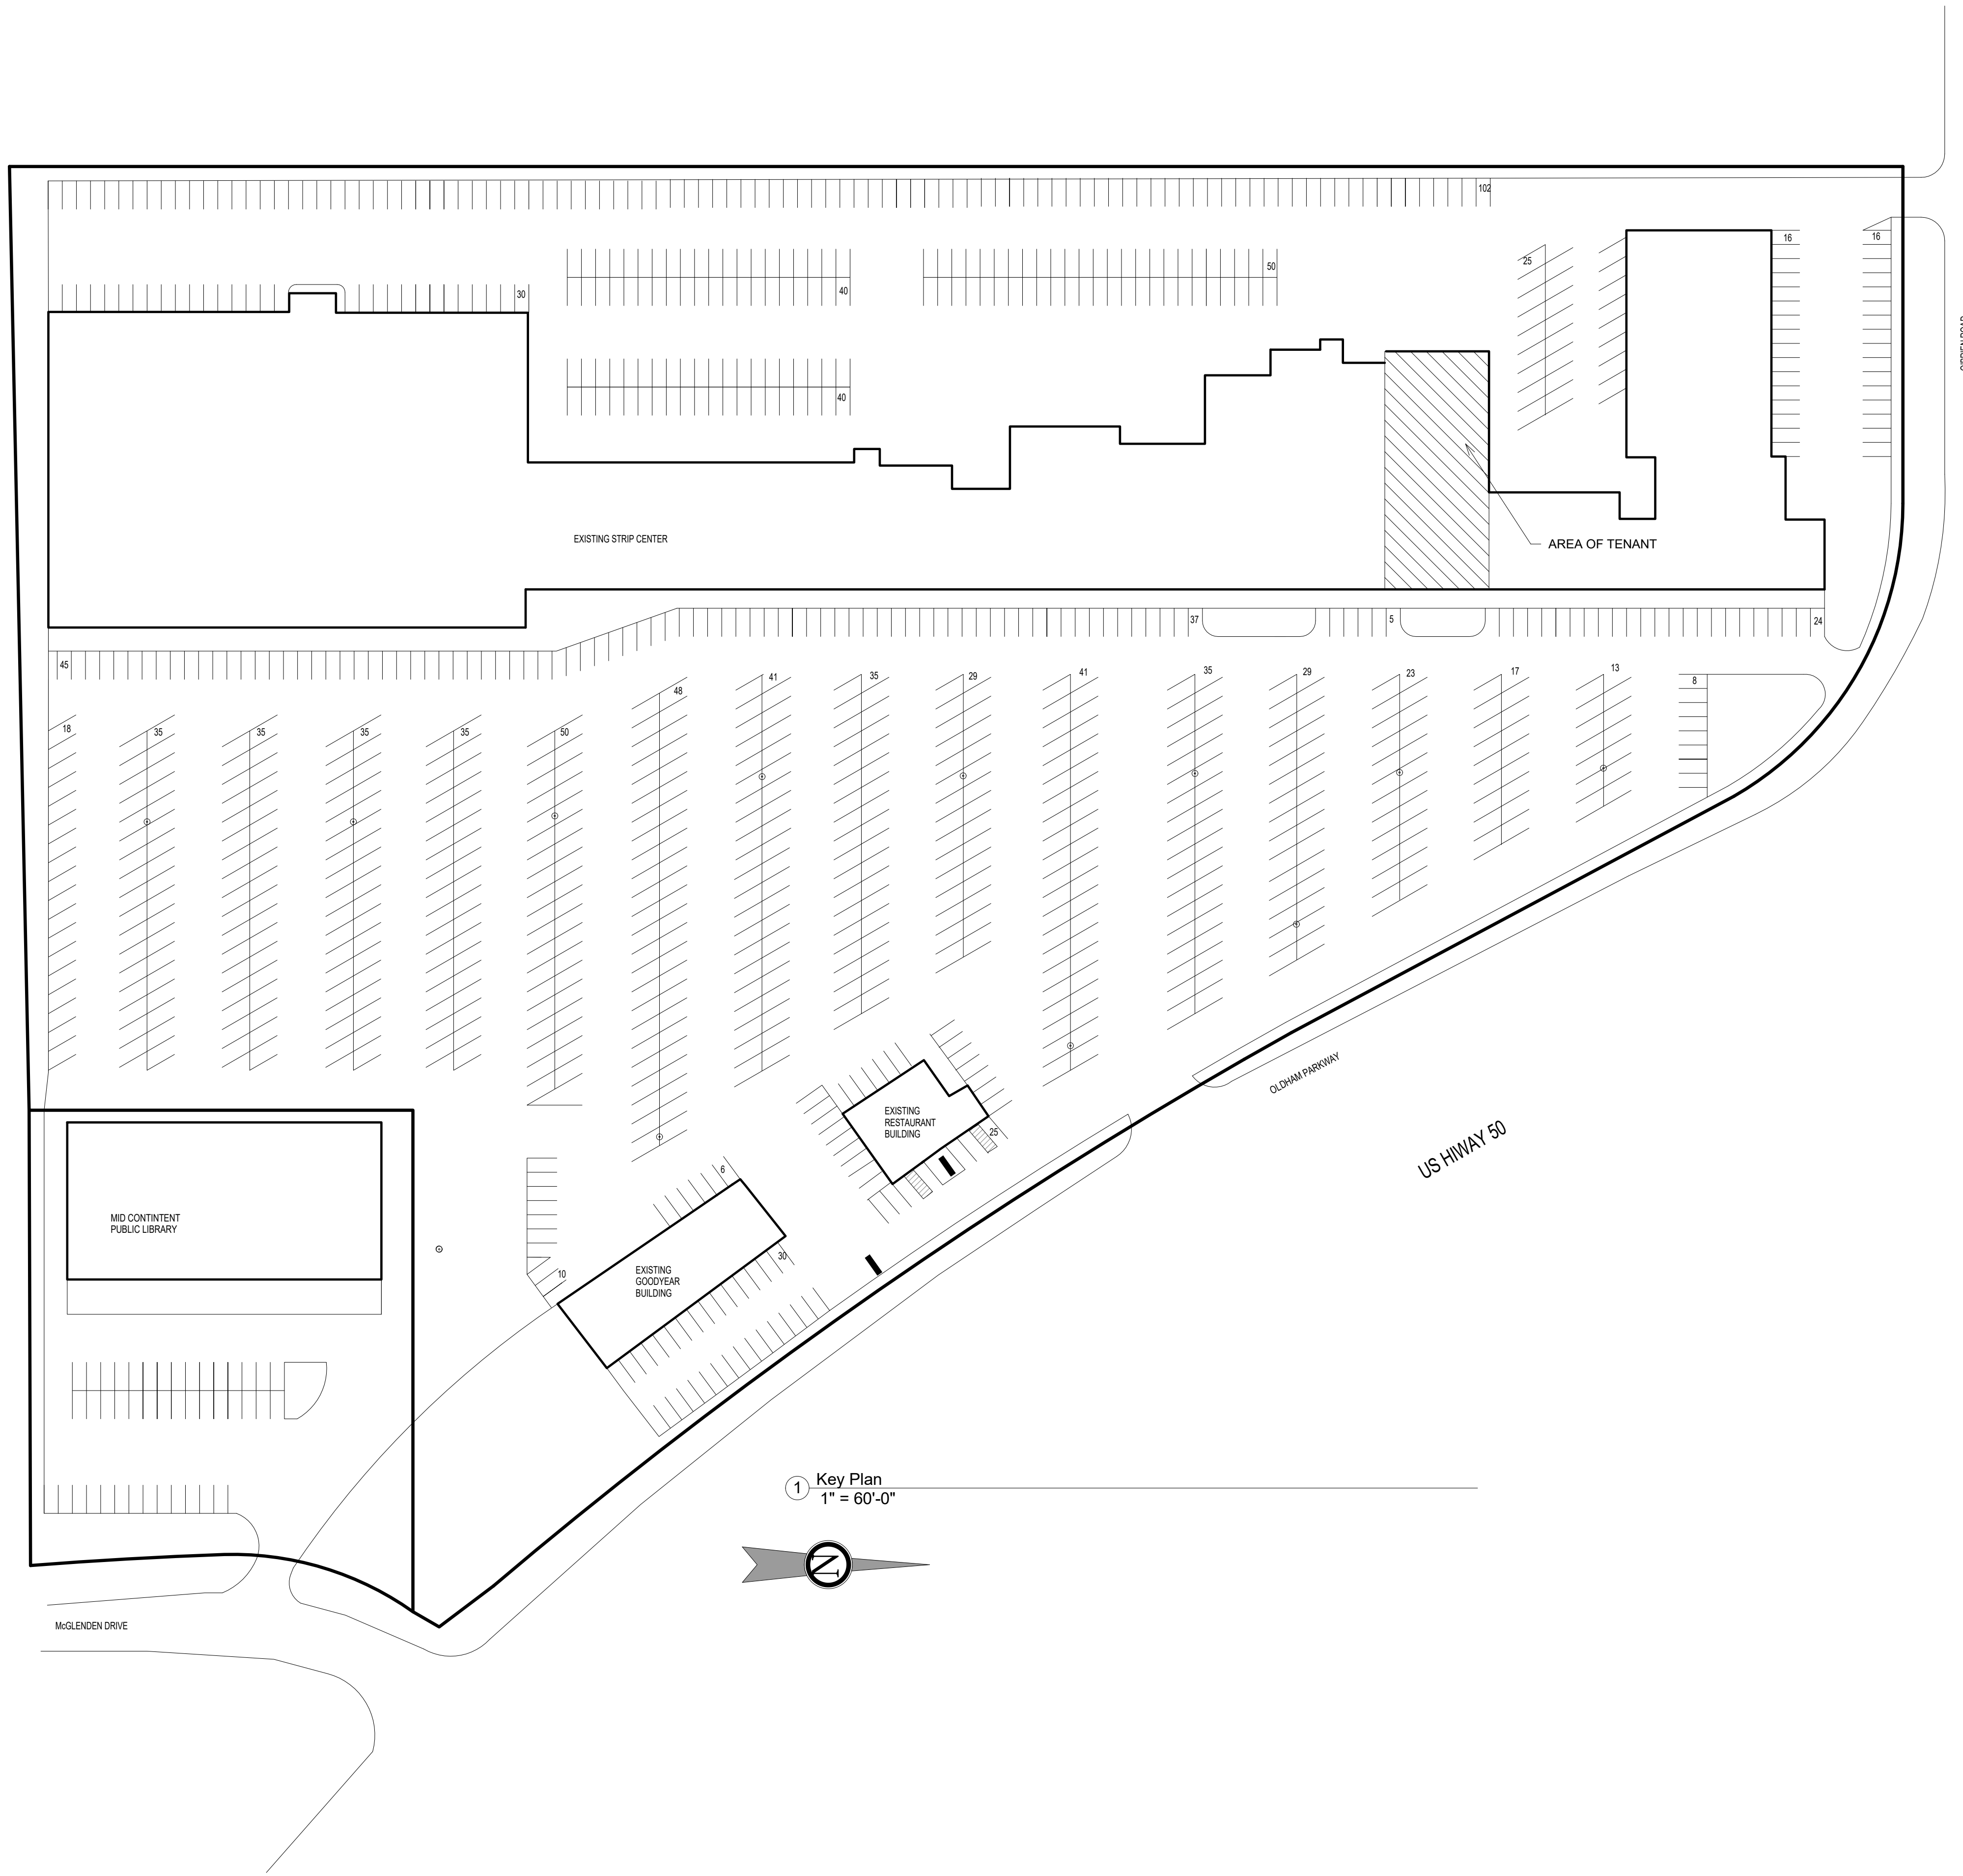 102
16
16
25
50
40
30
40
EXISTING STRIP CENTER
AREA OF TENANT
37
5
24
45
48
41
35
29
41
35
29
23
17
13
8
18
35
35
35
35
50
EXISTING
RESTAURANT
BUILDING
25
OLDHAM PARKWAY
US HIWAY 50
6
MID CONTINTENT
PUBLIC LIBRARY
30
10
EXISTING
GOODYEAR
BUILDING
1
Key Plan
1" = 60'-0"
N
McGLENDEN DRIVE